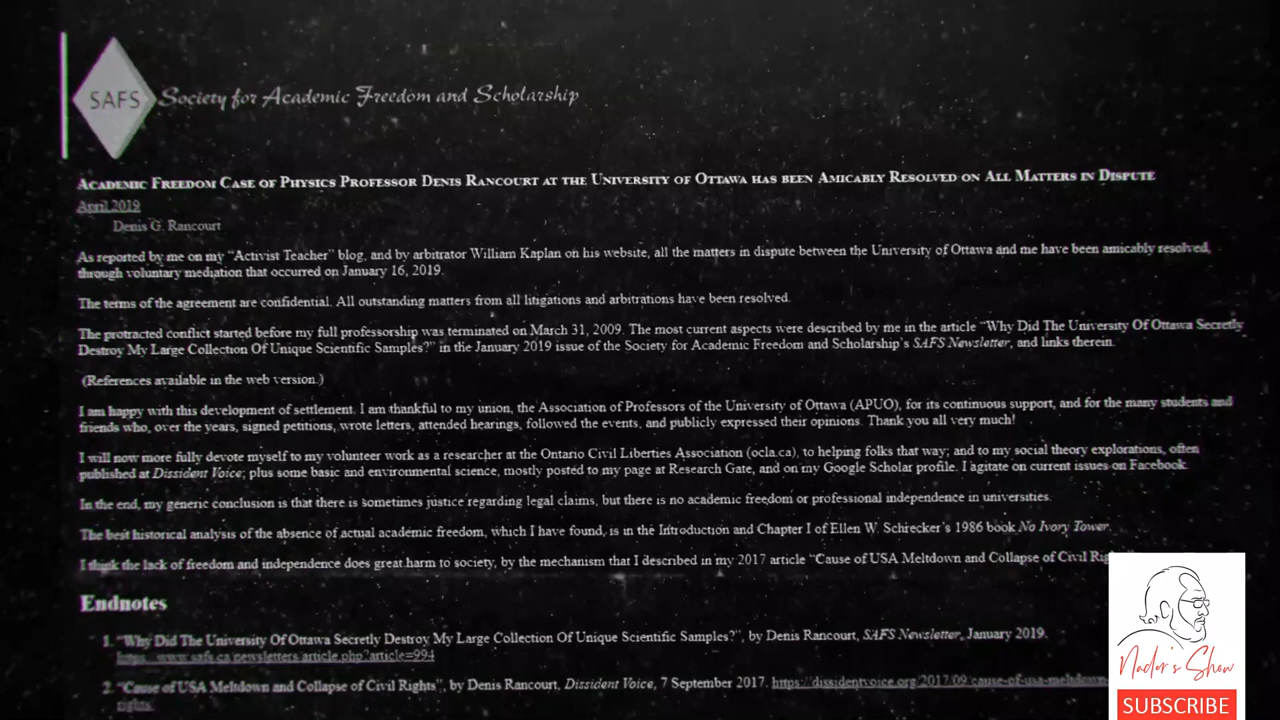 SAFS
Society for Academic Freedom and Scholarship
Academic Freedom Case of Physics Professor Denis Rancourt at the University of Ottawa has been Amicably Resolved on All Matters in Dispute
April 2019
Denis G. Rancourt
As reported by me on my “Activist Teacher” blog, and by arbitrator William Kaplan on his website, all the matters in dispute between the University of Ottawa and me have been amicably resolved,
through voluntary mediation that occurred on January 16, 2019.
The terms of the agreement are confidential. All outstanding matters from all litigations and arbitrations have been resolved.
The protracted conflict started before my full professorship was terminated on March 31, 2009. The most current aspects were described by me in the article “Why Did The University Of Ottawa Secretly
Destroy My Large Collection Of Unique Scientific Samples?” in the January 2019 issue of the Society for Academic Freedom and Scholarship’s SAFS Newsletter, and links therein.
(References available in the web version.)
I am happy with this development of settlement. I am thankful to my union, the Association of Professors of the University of Ottawa (APUO), for its continuous support, and for the many students and
friends who, over the years, signed petitions, wrote letters, attended hearings, followed the events, and publicly expressed their opinions. Thank you all very much!
I will now more fully devote myself to my volunteer work as a researcher at the Ontario Civil Liberties Association (ocla.ca), to helping folks that way; and to my social theory explorations, often
published at Dissident Voice; plus some basic and environmental science, mostly posted to my page at Research Gate, and on my Google Scholar profile. I agitate on current issues on Facebook.
In the end, my generic conclusion is that there is sometimes justice regarding legal claims, but there is no academic freedom or professional independence in universities.
The best historical analysis of the absence of actual academic freedom, which I have found, is in the Introduction and Chapter I of Ellen W. Schrecker’s 1986 book No Ivory Tower.
I think the lack of freedom and independence does great harm to society, by the mechanism that I described in my 2017 article “Cause of USA Meltdown and Collapse of Civil
Endnotes
1. “Why Did The University Of Ottawa Secretly Destroy My Large Collection Of Unique Scientific Samples?”, by Denis Rancourt, SAFS Newsletter, January 2019.
https://www.safs.ca/newsletters/article.php?article=994
2. “Cause of USA Meltdown and Collapse of Civil Rights”, by Denis Rancourt, Dissident Voice, 7 September 2017. https://dissidentvoice.org/2017/09/cause-of-usa-meltdown-
rights.
Nader's Show
SUBSCRIBE